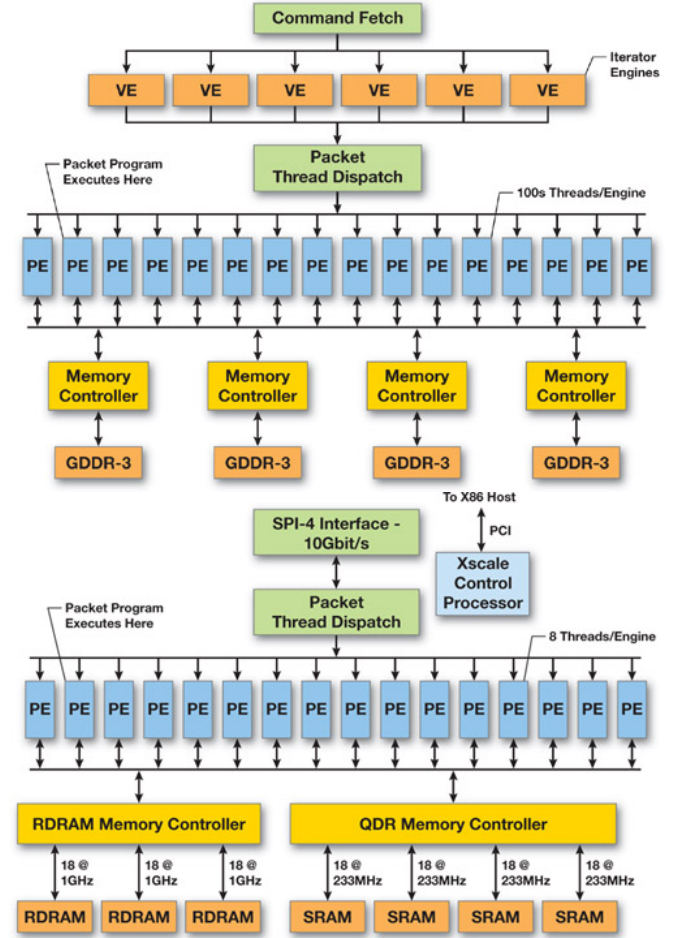 Command Fetch
VE VE VE VE VE VE
Iterator
Engines
Packet
Thread Dispatch
Packet Program
Executes Here
100s Threads/Engine
PE PE PE PE PE PE PE PE PE PE PE PE PE PE PE PE
Memory
Controller
Memory
Controller
Memory
Controller
Memory
Controller
GDDR-3 GDDR-3 GDDR-3 GDDR-3
To X86 Host
PCI
SPI-4 Interface -
10Gbit/s
Xscale
Control
Processor
Packet
Thread Dispatch
Packet Program
Executes Here
8 Threads/Engine
PE PE PE PE PE PE PE PE PE PE PE PE PE PE PE PE
RDRAM Memory Controller
QDR Memory Controller
18 @
1GHz
18 @
1GHz
18 @
1GHz
18 @
233MHz
18 @
233MHz
18 @
233MHz
18 @
233MHz
RDRAM RDRAM RDRAM
SRAM SRAM SRAM SRAM